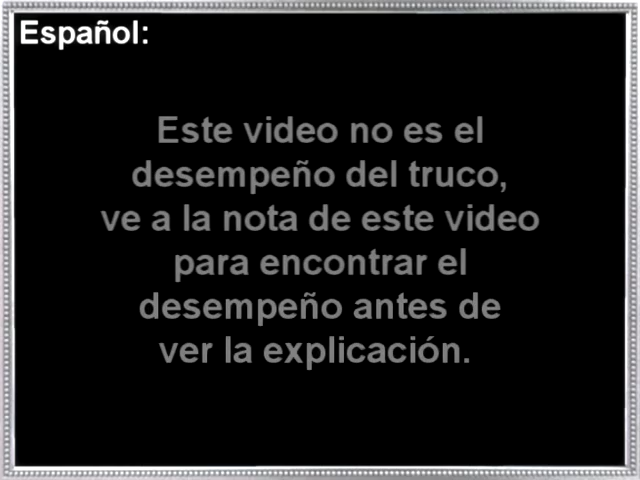 Español:
Este video no es el
desempeño del truco,
ve a la nota de este video
para encontrar el
desempeño antes de
ver la explicación.